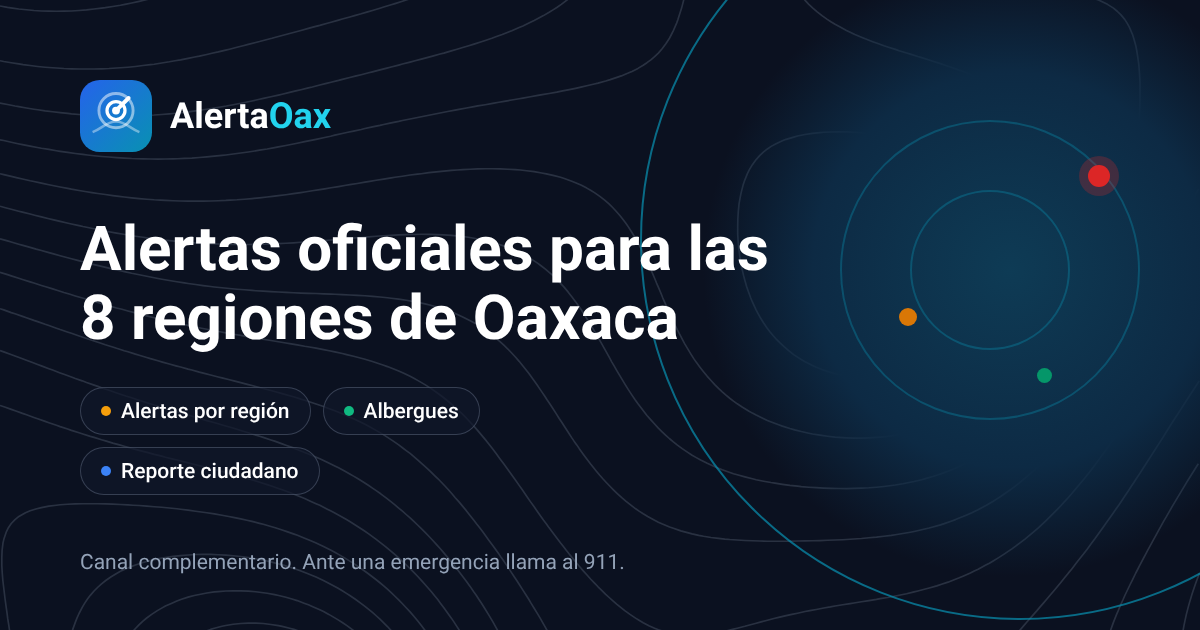 AlertaOax
Alertas oficiales para las
8 regiones de Oaxaca
Alertas por región
Albergues
Reporte ciudadano
Canal complementario. Ante una emergencia llama al 911.